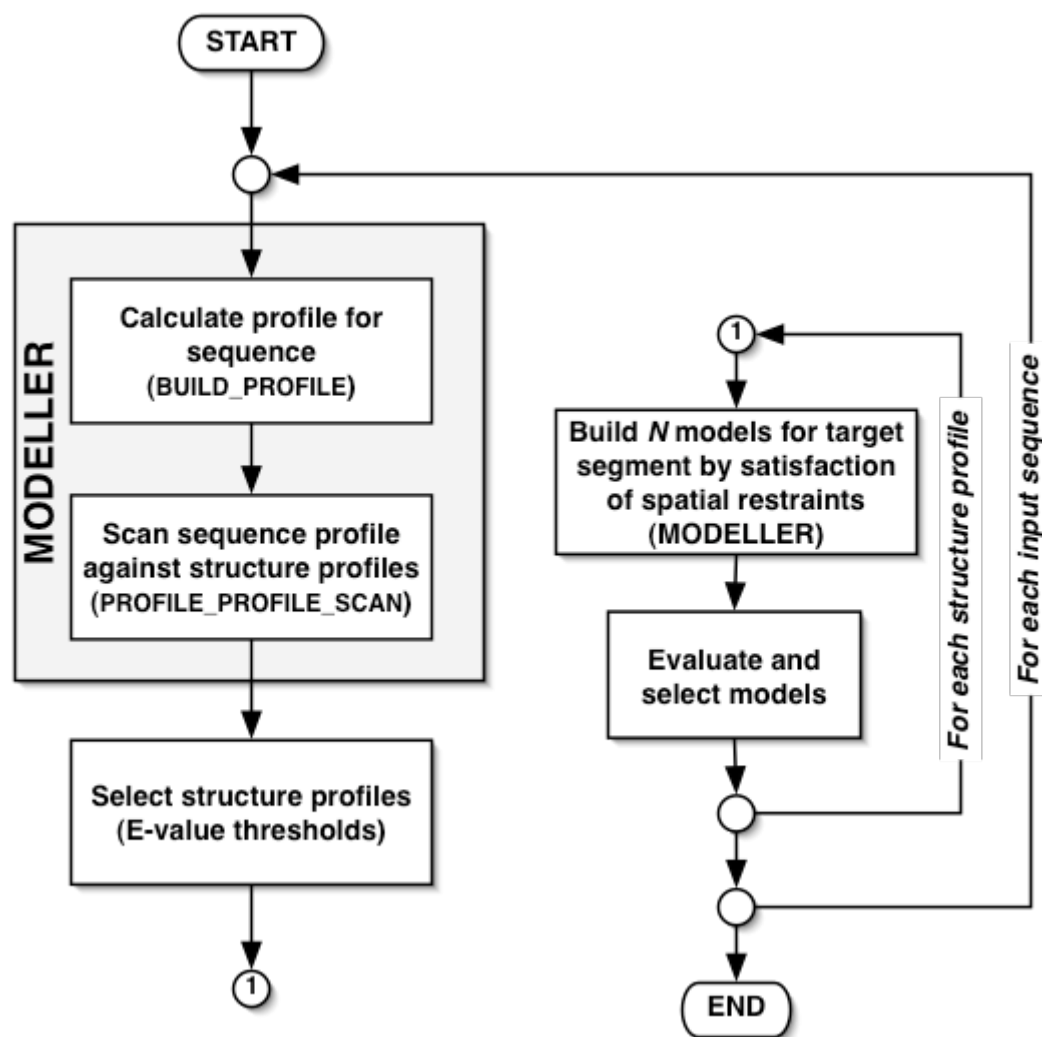 START
MODELLER
Calculate profile for
sequence
(BUILD_PROFILE)
Scan sequence profile
against structure profiles
(PROFILE_PROFILE_SCAN)
Select structure profiles
(E-value thresholds)
1
1
Build N models for target
segment by satisfaction
of spatial restraints
(MODELLER)
Evaluate and
select models
For each structure profile
For each input sequence
END